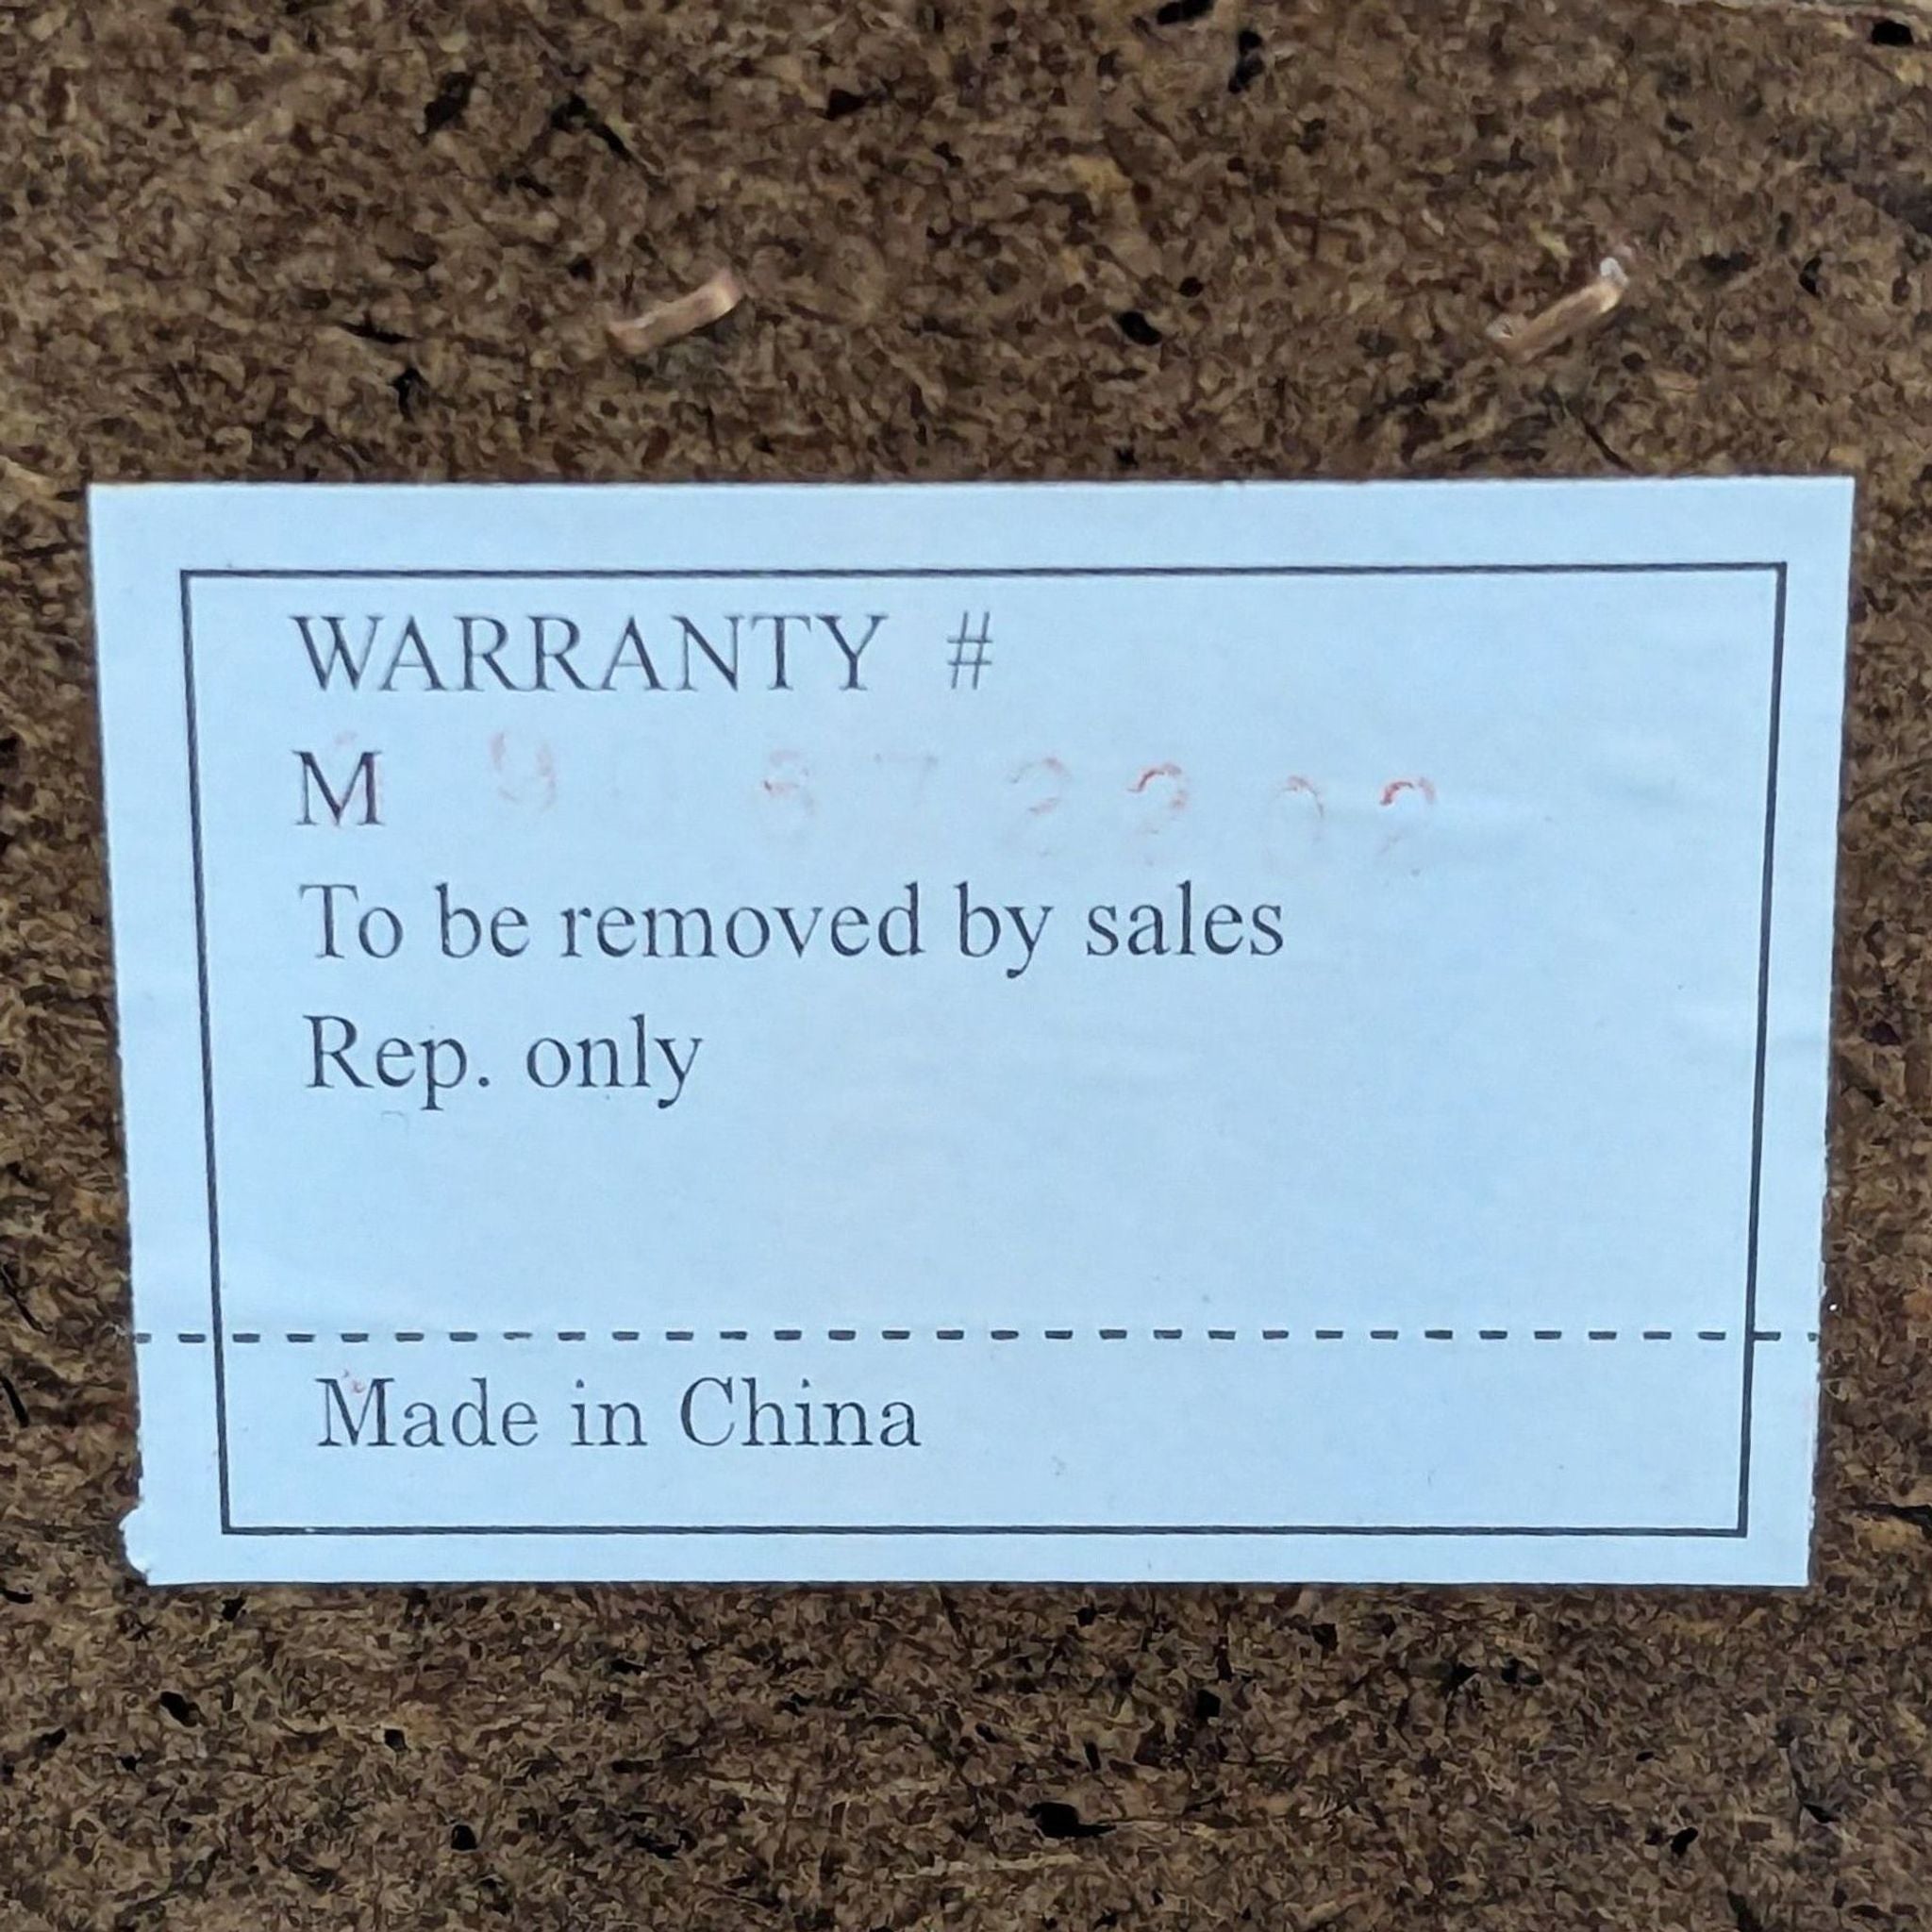 WARRANTY #
M
To be removed by sales
Rep. only
Made in China